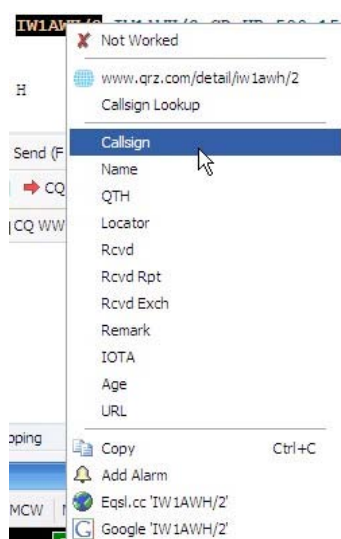 IW1AWH/2
Not Worked
www.qrz.com/detail/iw1awh/2
Callsign Lookup
H
Callsign
Send (F
Name
CQ
QTH
CQ WW
Locator
Rcvd
Rcvd Rpt
Rcvd Exch
Remark
IOTA
Age
URL
pping
Copy Ctrl+C
Add Alarm
MCW
Eqsl.cc 'IW1AWH/2'
Google 'IW1AWH/2'